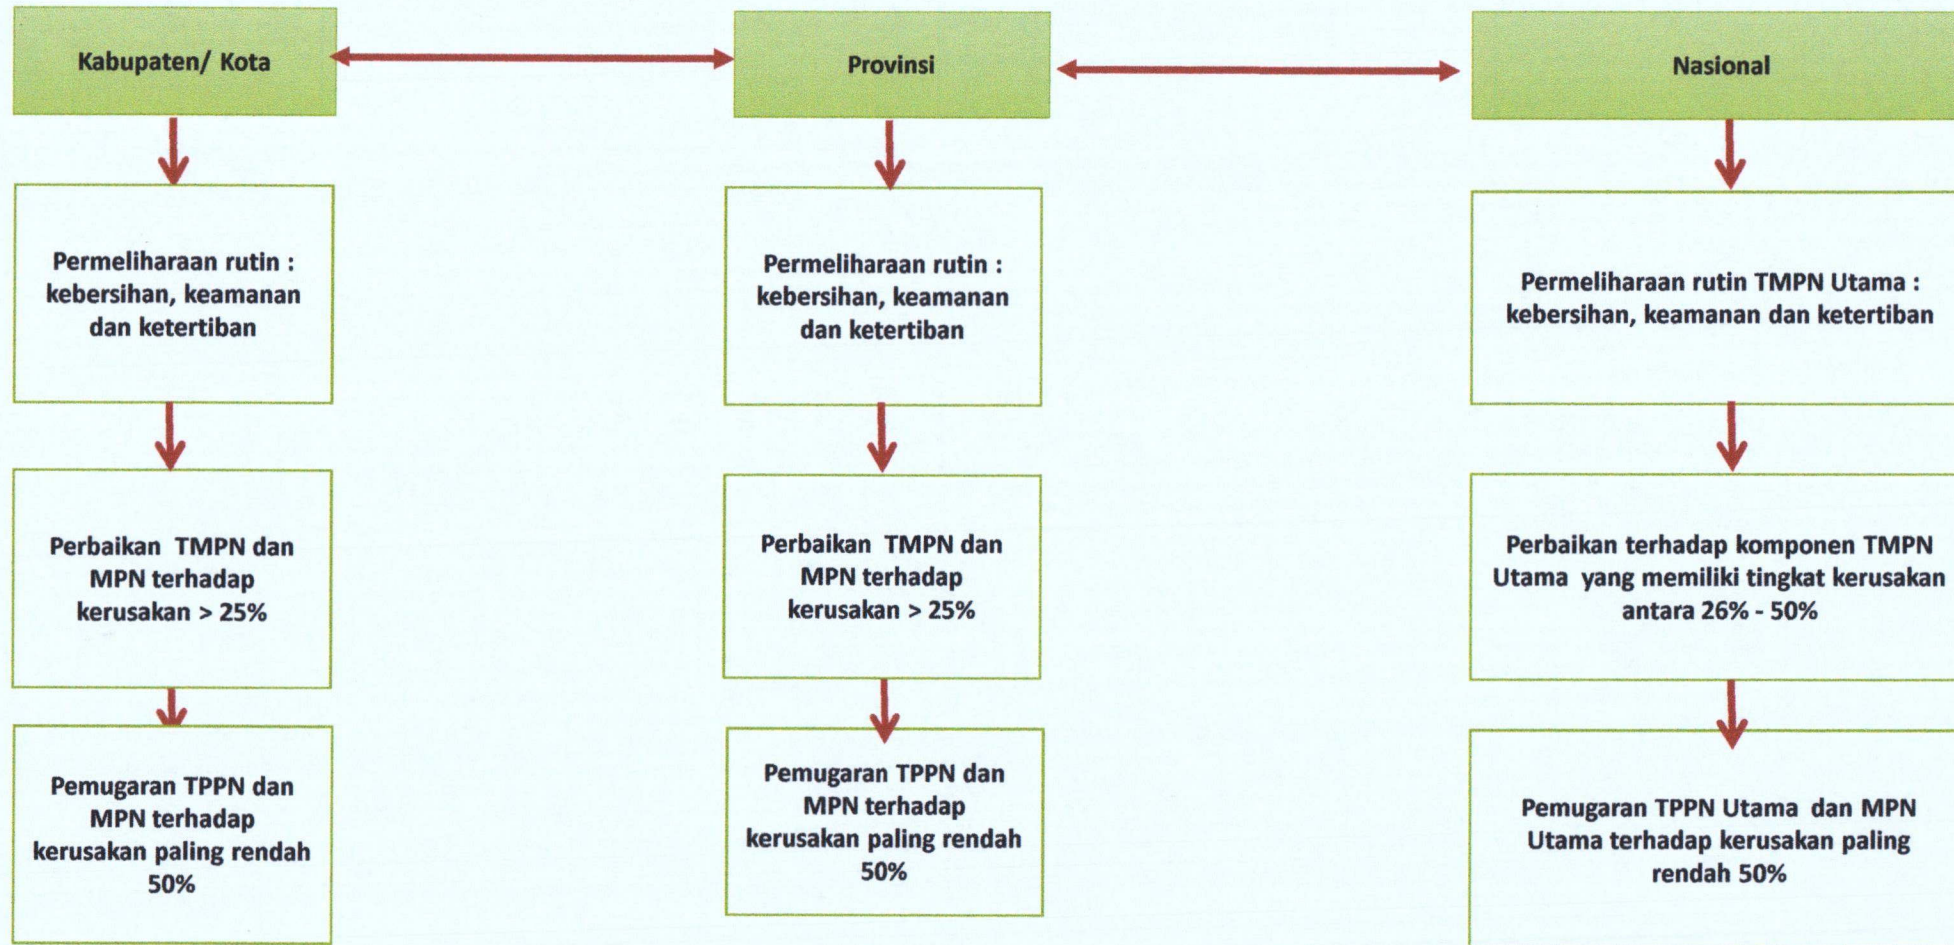 Kabupaten/ Kota
Provinsi
Nasional
Permeliharaan rutin :
kebersihan, keamanan
dan ketertiban
Permeliharaan rutin :
kebersihan, keamanan
dan ketertiban
Permeliharaan rutin TMPN Utama :
kebersihan, keamanan dan ketertiban
Perbaikan TMPN dan
MPN terhadap
kerusakan > 25%
Perbaikan TMPN dan
MPN terhadap
kerusakan > 25%
Perbaikan terhadap komponen TMPN
Utama yang memiliki tingkat kerusakan
antara 26% - 50%
Pemugaran TPPN dan
MPN terhadap
kerusakan paling rendah
50%
Pemugaran TPPN dan
MPN terhadap
kerusakan paling rendah
50%
Pemugaran TPPN Utama dan MPN
Utama terhadap kerusakan paling
rendah 50%